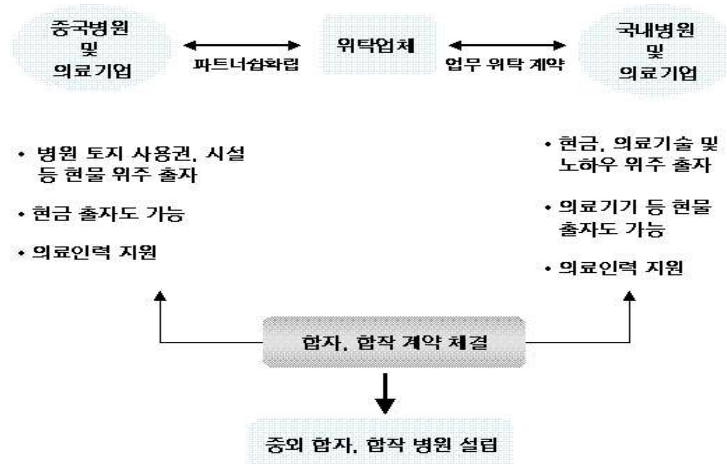 중국병원
및
의료기업
파트너쉽확립
위탁업체
업무 위탁 계약
국내병원
및
의료기업
• 병원 토지 사용권, 시설
등 현물 위주 출자
• 현금 출자도 가능
• 의료인력 지원
• 현금, 의료기술 및
노하우 위주 출자
• 의료기기 등 현물
출자도 가능
• 의료인력 지원
합자, 합작 계약 체결
중외 합자, 합작 병원 설립